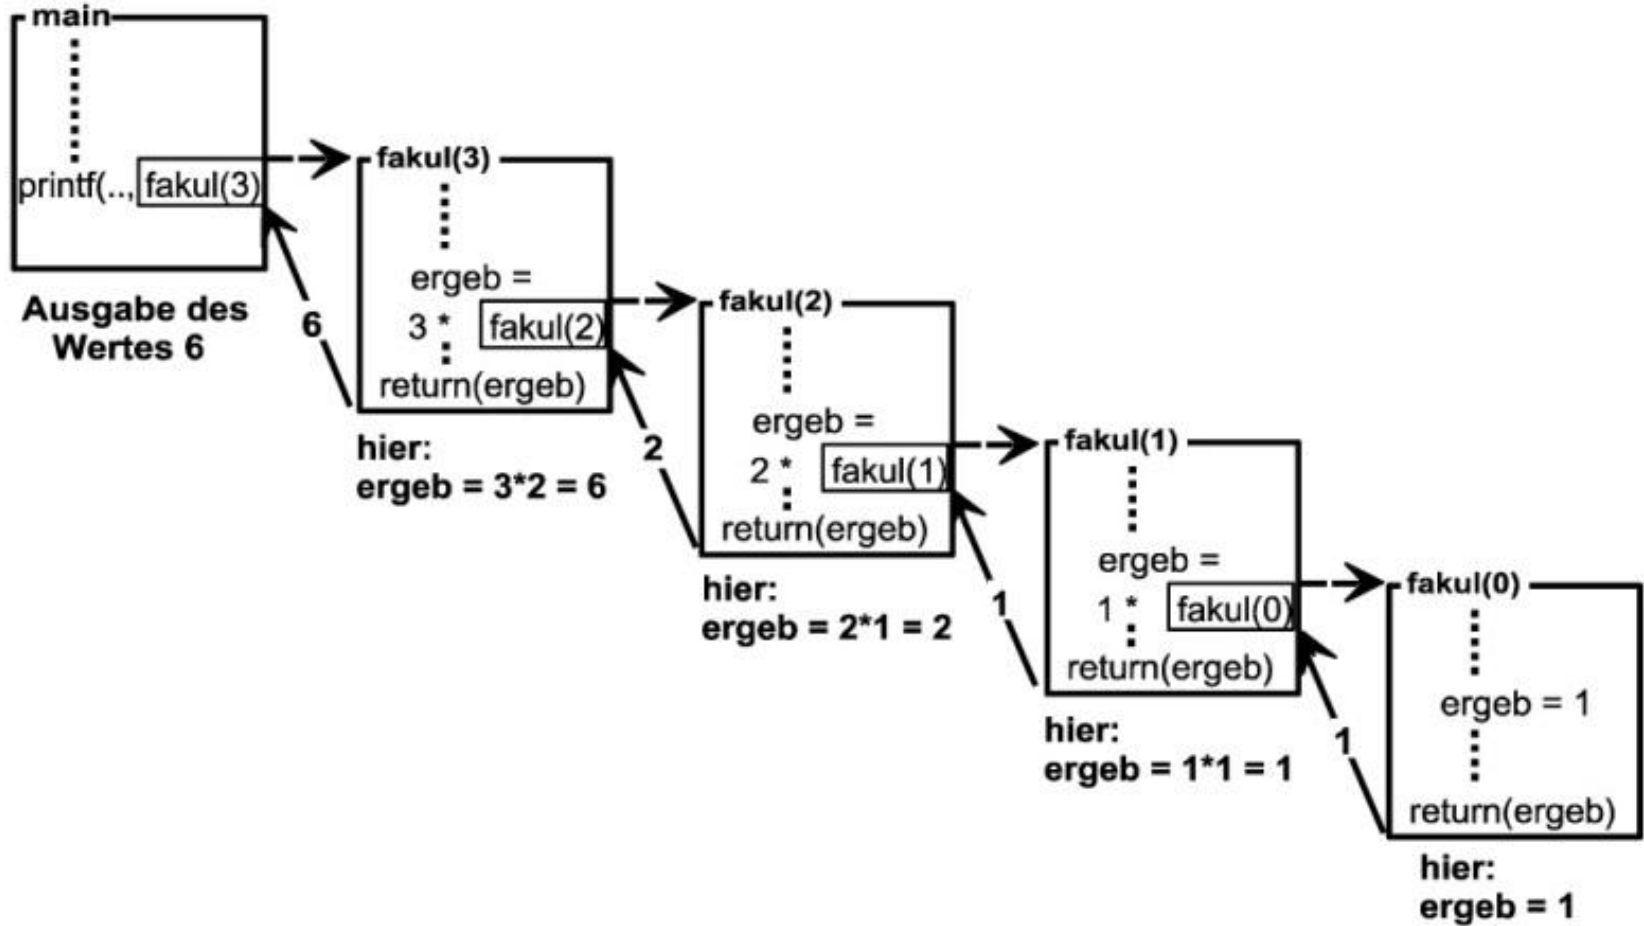 main
printf(.., fakul(3)
Ausgabe des
Wertes 6
6
fakul(3)
ergeb =
3 * fakul(2)
return(ergeb)
hier:
ergeb = 3*2 = 6
2
fakul(2)
ergeb =
2 * fakul(1)
return(ergeb)
hier:
ergeb = 2*1 = 2
1
fakul(1)
ergeb =
1 * fakul(0)
return(ergeb)
hier:
ergeb = 1*1 = 1
1
fakul(0)
ergeb = 1
return(ergeb)
hier:
ergeb = 1